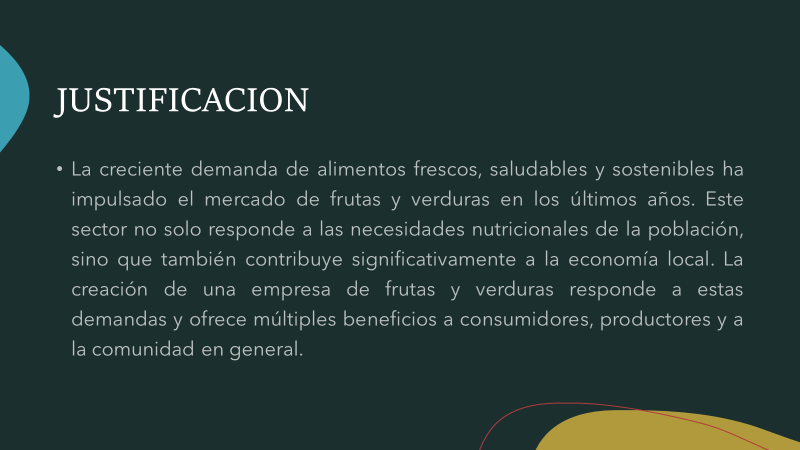 JUSTIFICACION
• La creciente demanda de alimentos frescos, saludables y sostenibles ha
impulsado el mercado de frutas y verduras en los últimos años. Este
sector no solo responde a las necesidades nutricionales de la población,
sino que también contribuye significativamente a la economía local. La
creación de una empresa de frutas y verduras responde a estas
demandas y ofrece múltiples beneficios a consumidores, productores y a
la comunidad en general.